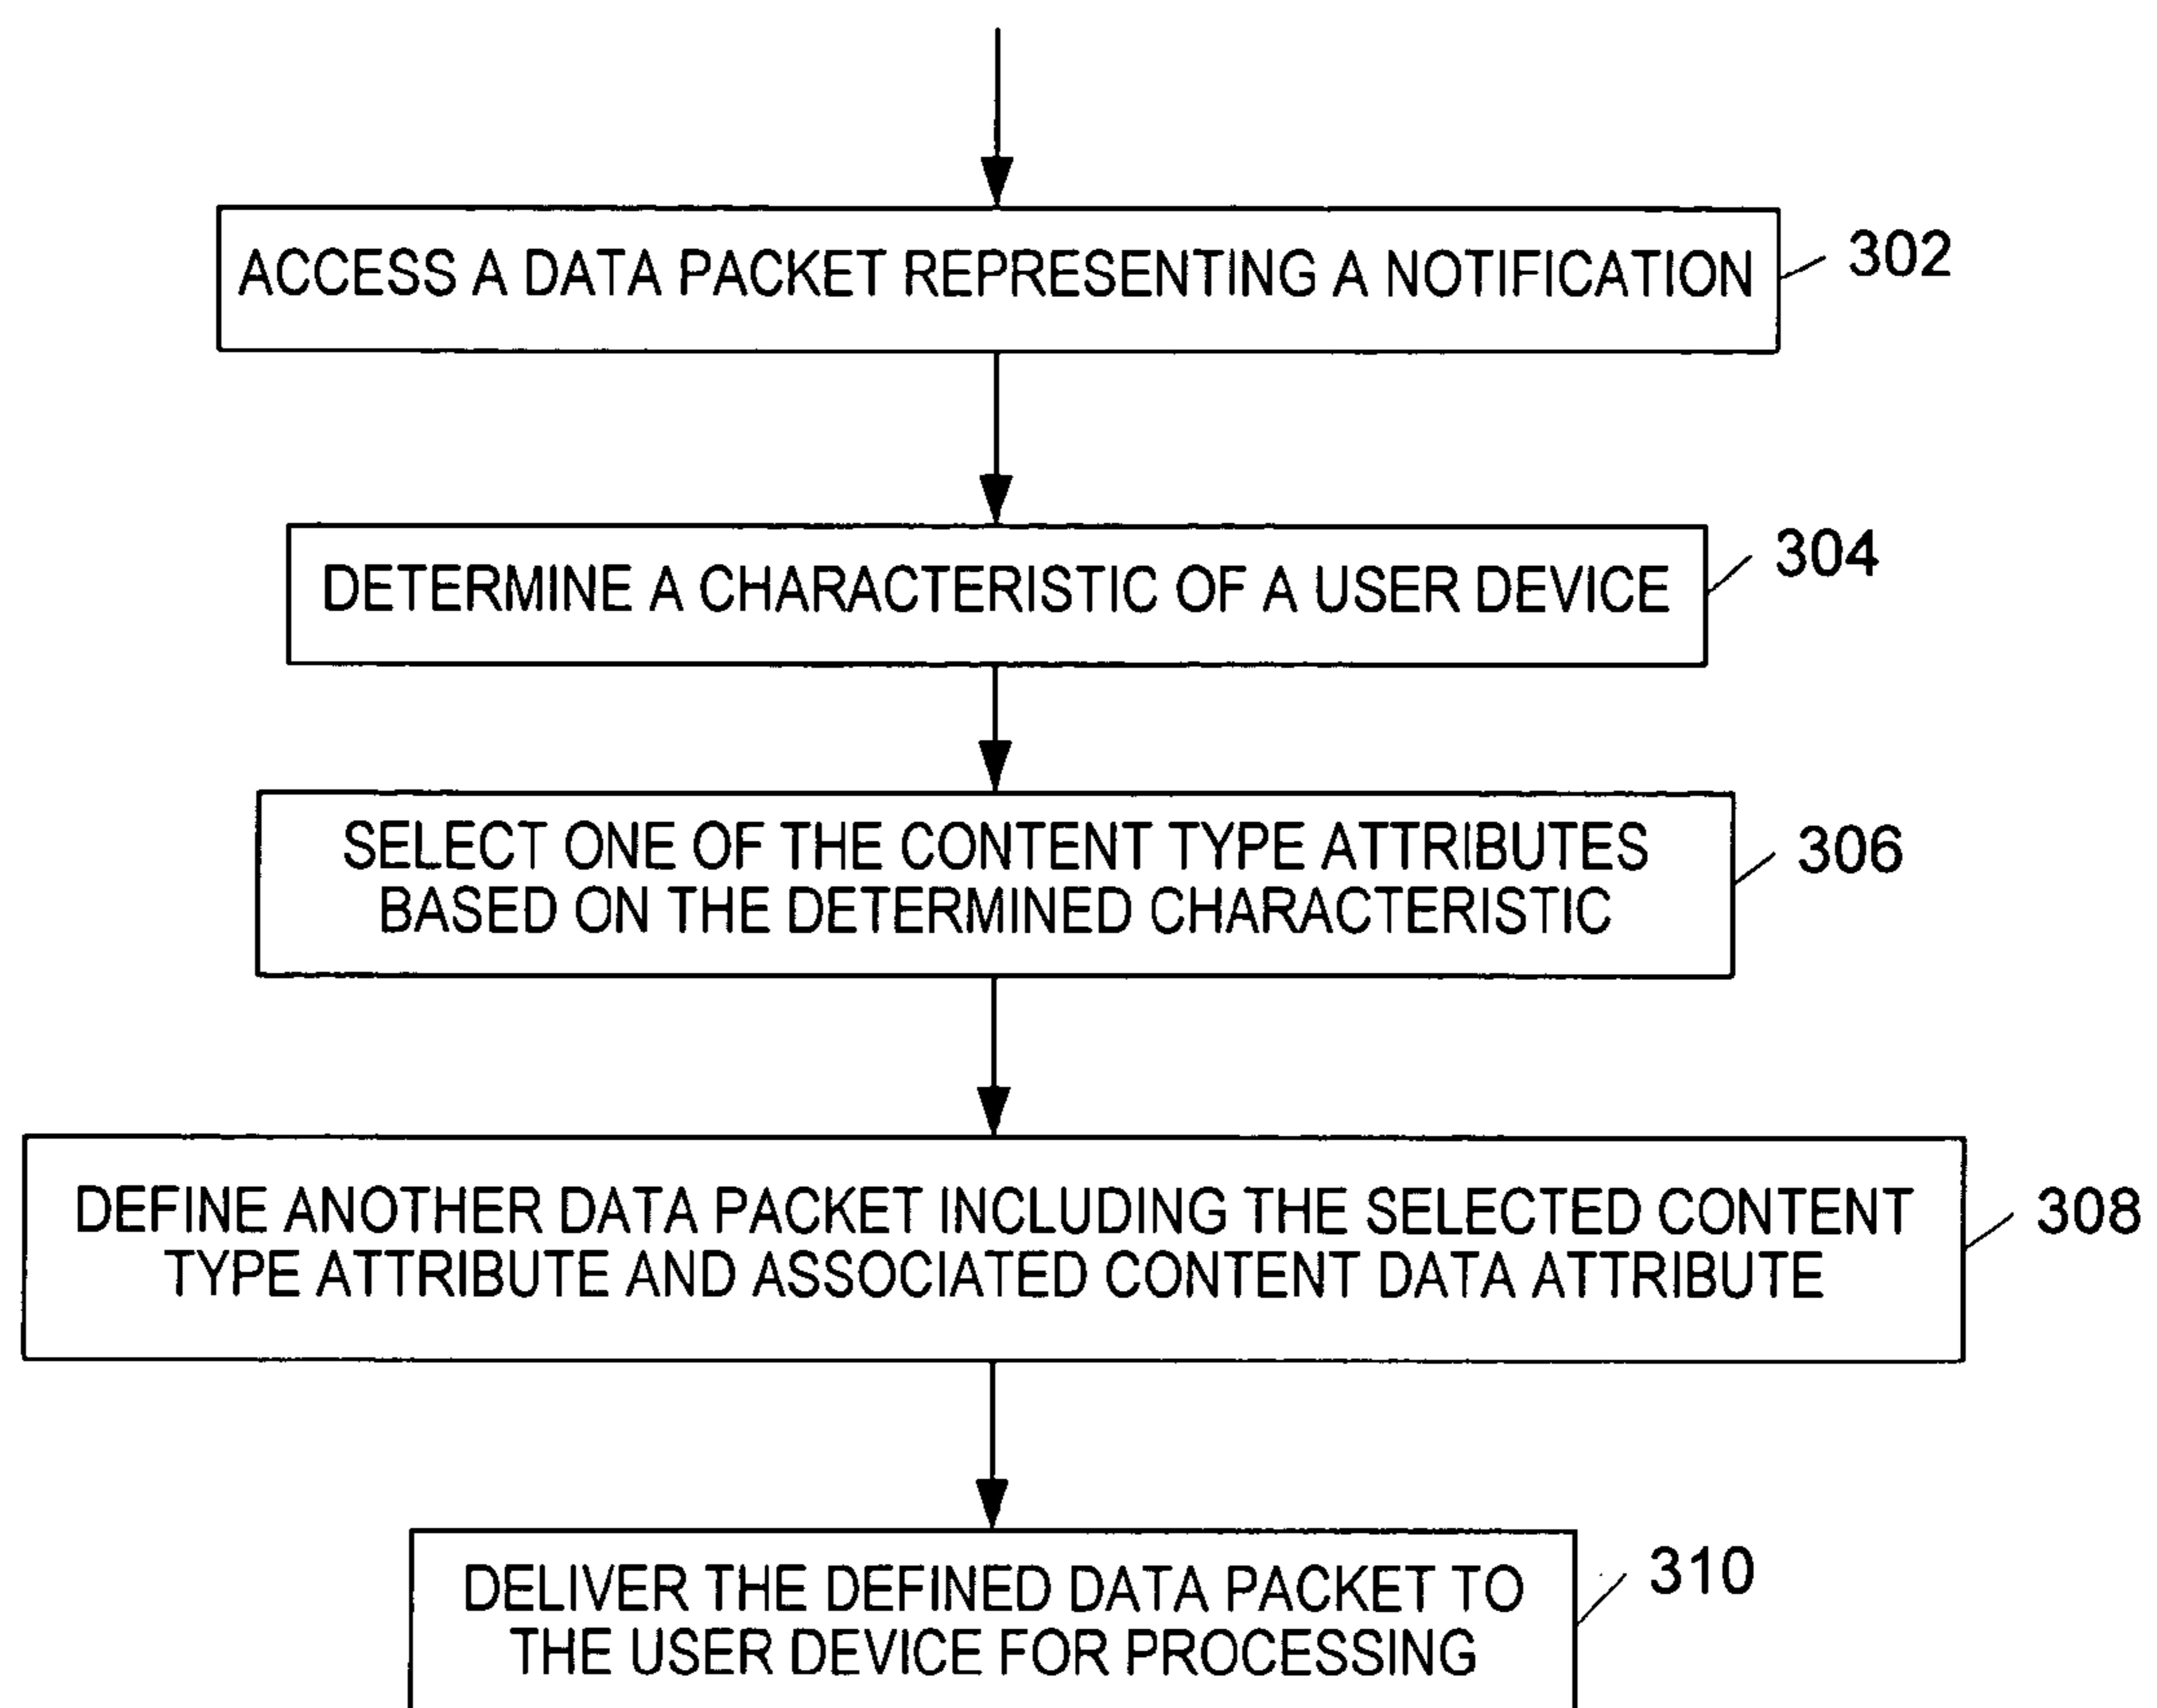 ACCESS A DATA PACKET REPRESENTING A NOTIFICATION
302
DETERMINE A CHARACTERISTIC OF A USER DEVICE
304
SELECT ONE OF THE CONTENT TYPE ATTRIBUTES
BASED ON THE DETERMINED CHARACTERISTIC
306
DEFINE ANOTHER DATA PACKET INCLUDING THE SELECTED CONTENT
TYPE ATTRIBUTE AND ASSOCIATED CONTENT DATA ATTRIBUTE
308
DELIVER THE DEFINED DATA PACKET TO
THE USER DEVICE FOR PROCESSING
310